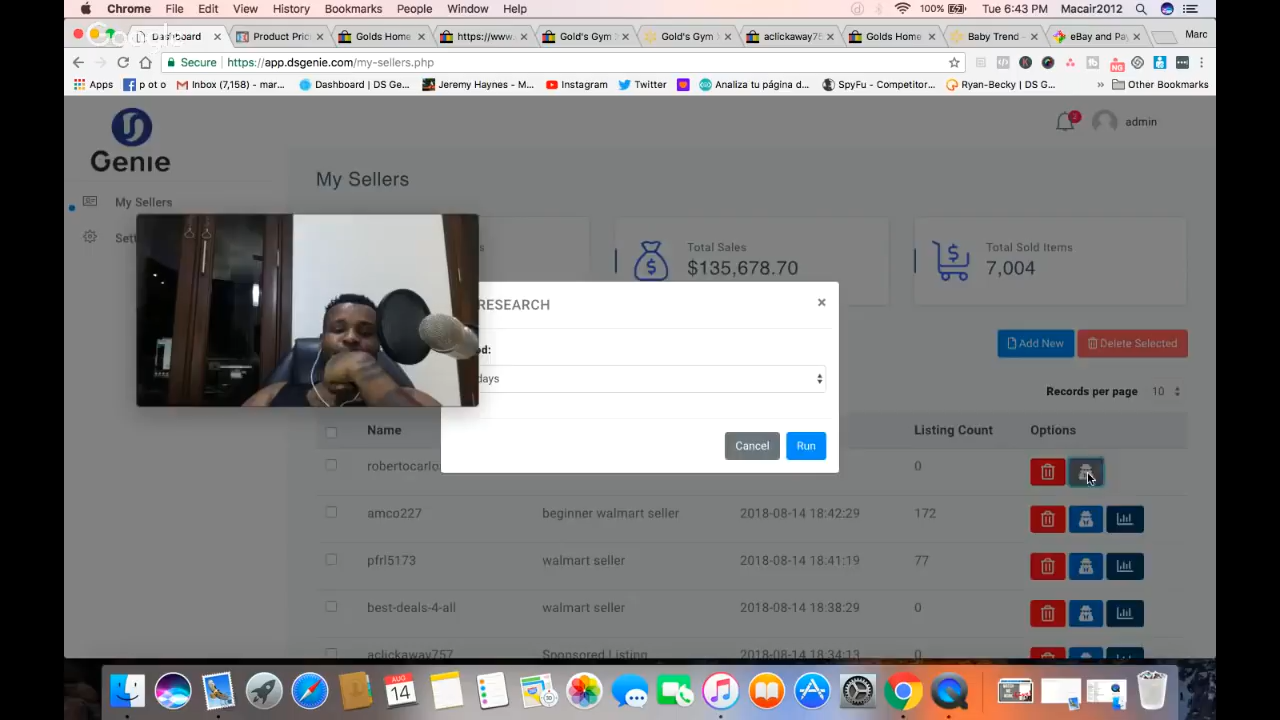 Chrome File Edit View History Bookmarks People Window Help 100% Tue 6:43 PM Macair2012
Dashboard Product Pric Golds Home https://www. Gold's Gym Gold's Gym aclickaway75 Golds Home Baby Trend eBay and Pay Marc
Secure https://app.dsgenie.com/my-sellers.php
Apps p ot o Inbox (7,158) - mar... Dashboard | DS Ge... Jeremy Haynes - M... Instagram Twitter Analiza tu página d... SpyFu - Competitor... Ryan-Becky | DS G... » Other Bookmarks
Genie
2
admin
My Sellers
My Sellers
Total Sales
$135,678.70
Total Sold Items
7,004
RESEARCH ×
days
Cancel Run
Add New Delete Selected
Records per page 10
Name Listing Count Options
robertocarlo 0
amco227 beginner walmart seller 2018-08-14 18:42:29 172
pfrl5173 walmart seller 2018-08-14 18:41:19 77
best-deals-4-all walmart seller 2018-08-14 18:38:29 0
aclickaway757 Sponsored Listing 2018-08-14 18:34:13 0
AUG
14